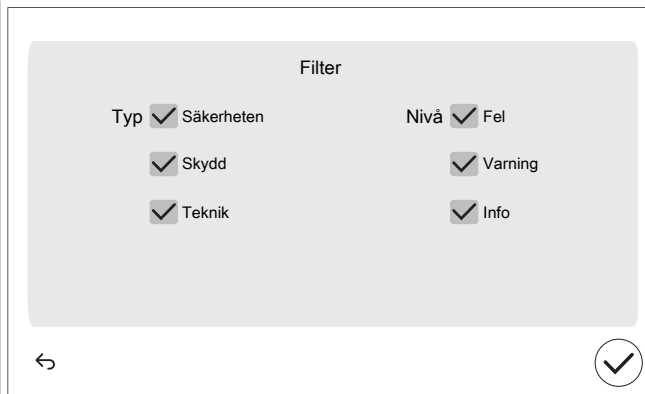 Filter
Typ Säkerheten Nivå Fel
Skydd Varning
Teknik Info